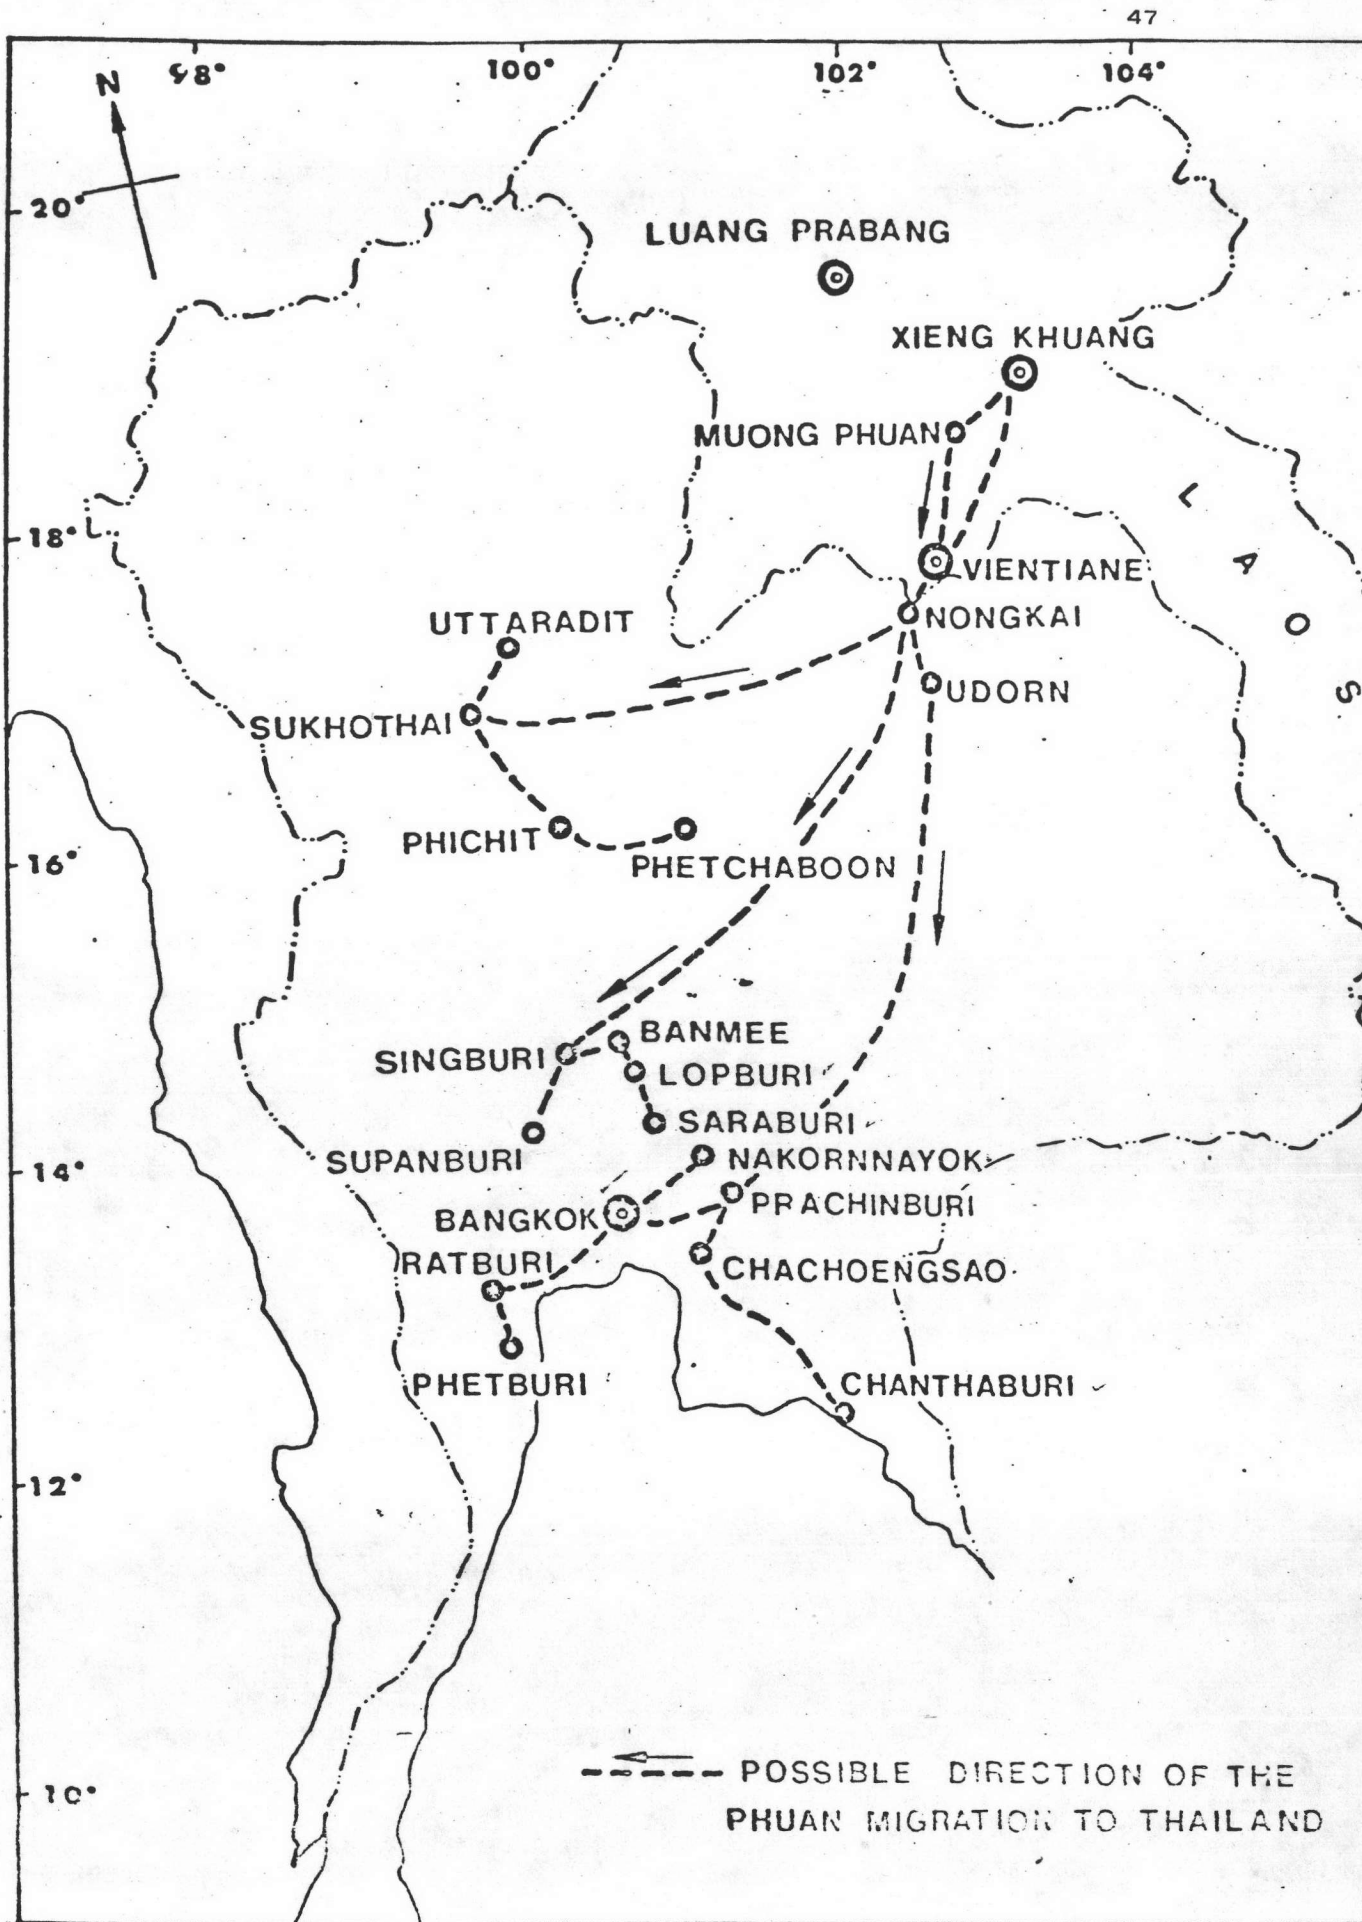 47
98°
100°
102°
104°
N
20°
LUANG PRABANG
XIENG KHUANG
MUONG PHUAN
L
A
O
S
18°
VIENTIANE
NONGKAI
UTTARADIT
UDORN
SUKHOTHAI
16°
PHICHIT
PHETCHABOON
BANMEE
SINGBURI
LOPBURI
SARABURI
14°
SUPANBURI
NAKORNNAYOK
PRACHINBURI
BANGKOK
RATBURI
CHACHOENGSAO
PHETBURI
CHANTHABURI
12°
10°
POSSIBLE DIRECTION OF THE
PHUAN MIGRATION TO THAILAND